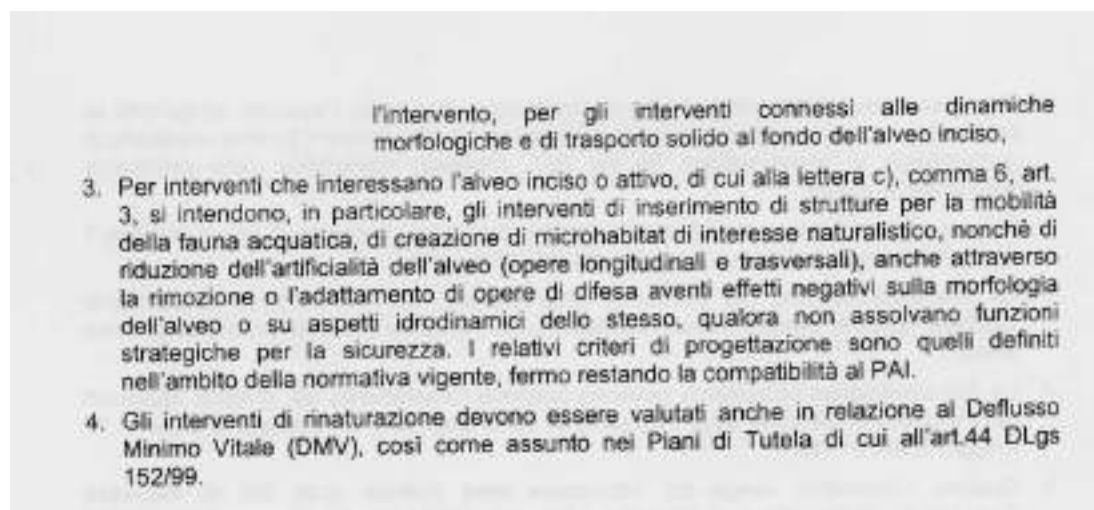 l'intervento, per gli interventi connessi alle dinamiche
morfologiche e di trasporto solido al fondo dell'alveo inciso,
3. Per interventi che interessano l'alveo inciso o attivo, di cui alla lettera c), comma 6, art.
3, si intendono, in particolare, gli interventi di inserimento di strutture per la mobilità
della fauna acquatica, di creazione di microhabitat di interesse naturalistico, nonchè di
riduzione dell'artificialità dell'alveo (opere longitudinali e trasversali), anche attraverso
la rimozione o l'adattamento di opere di difesa aventi effetti negativi sulla morfologia
dell'alveo o su aspetti idrodinamici dello stesso, qualora non assolvano funzioni
strategiche per la sicurezza. I relativi criteri di progettazione sono quelli definiti
nell'ambito della normativa vigente, fermo restando la compatibilità al PAI.
4. Gli interventi di rinaturazione devono essere valutati anche in relazione al Deflusso
Minimo Vitale (DMV), così come assunto nei Piani di Tutela di cui all'art.44 DLgs
152/99.